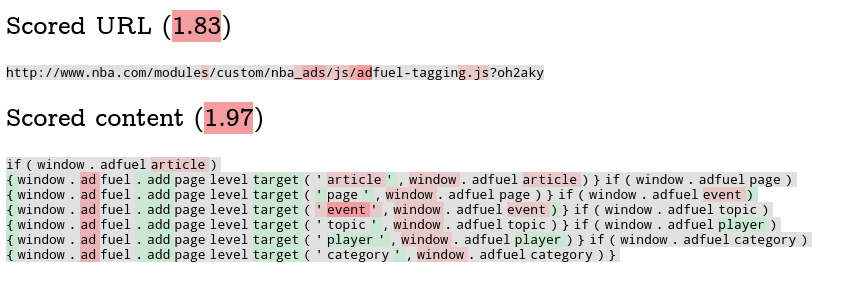 Scored URL (1.83)
http://www.nba.com/modules/custom/nba_ads/js/adfuel-tagging.js?oh2aky
Scored content (1.97)
if ( window . adfuel article )
{ window . ad fuel . add page level target ( ' article ' , window . adfuel article ) } if ( window . adfuel page )
{ window . ad fuel . add page level target ( ' page ' , window . adfuel page ) } if ( window . adfuel event )
{ window . ad fuel . add page level target ( ' event ' , window . adfuel event ) } if ( window . adfuel topic )
{ window . ad fuel . add page level target ( ' topic ' , window . adfuel topic ) } if ( window . adfuel player )
{ window . ad fuel . add page level target ( ' player ' , window . adfuel player ) } if ( window . adfuel category )
{ window . ad fuel . add page level target ( ' category ' , window . adfuel category ) }